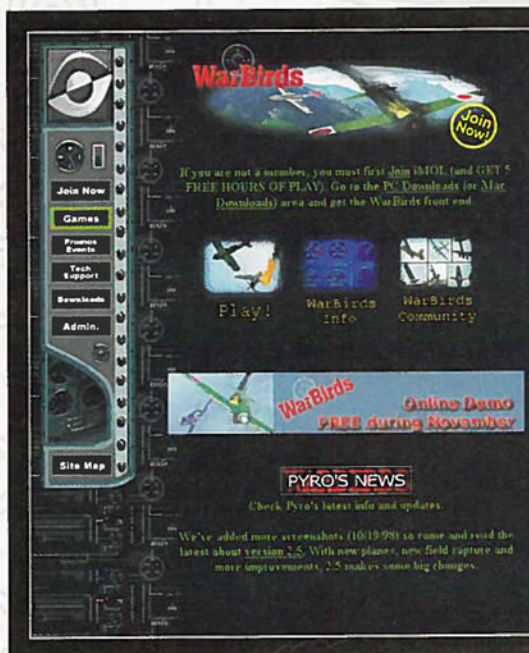 WarBirds
Join
Now!
If you are not a member, you must first Join iMOL (and GET 5
FREE HOURS OF PLAY). Go to the PC Downloads (or Mac
Downloads) area and get the WarBirds front end.
Join Now
Games
Promos
Events
Tech
Support
Downloads
Admin.
Site Map
Play!
WarBirds
Info
WarBirds
Community
WarBirds
Online Demo
FREE during November
PYRO'S NEWS
Check Pyro's latest info and updates.
We've added more screenshots (10/19/98) so come and read the
latest about version 2.5. With new planes, new field capture and
more improvements, 2.5 makes some big changes.